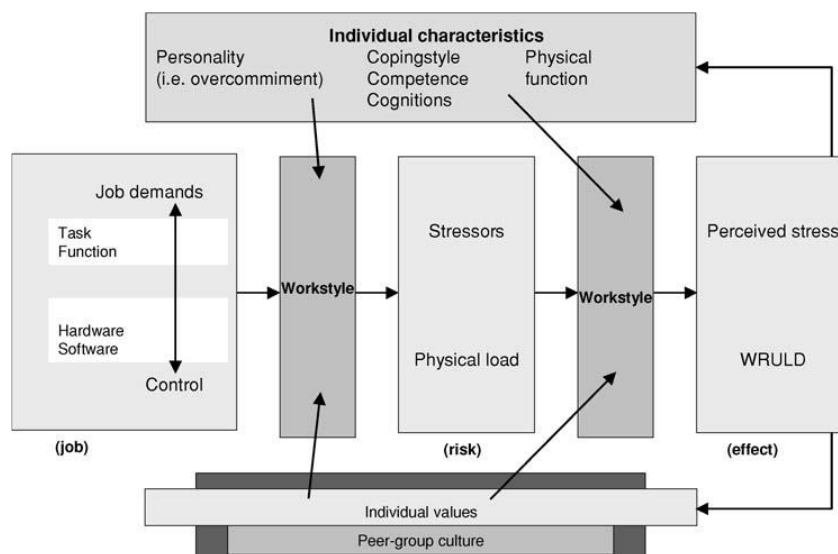 Individual characteristics
Personality
(i.e. overcommiment)
Copingstyle
Competence
Cognitions
Physical
function
Job demands
Task
Function
Hardware
Software
Control
(job)
Workstyle
Stressors
Physical load
(risk)
Workstyle
Perceived stress
WRULD
(effect)
Individual values
Peer-group culture